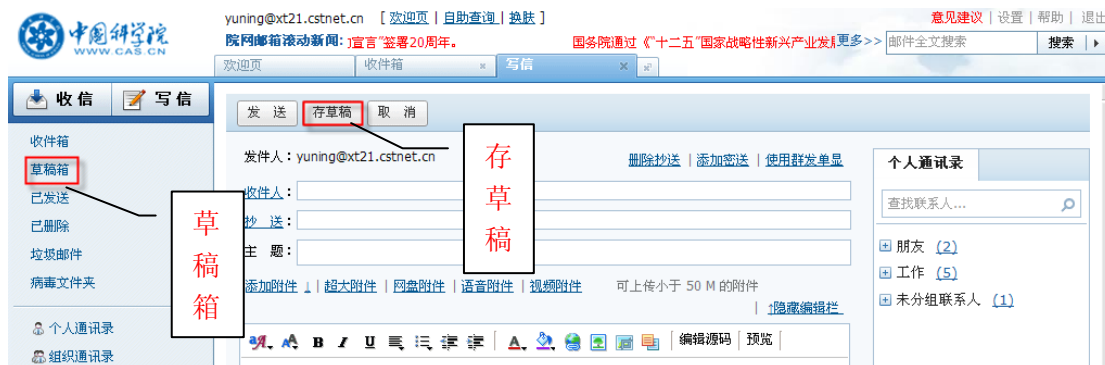 中国科学院
WWW.CAS.CN
yuning@xt21.cstnet.cn [ 欢迎页 | 自助查询 | 换肤 ]
意见建议 | 设置 | 帮助 | 退出
院网邮箱滚动新闻: 宣言”签署20周年。 国务院通过《“十二五”国家战略性新兴产业发 更多>>
邮件全文搜索 搜索
欢迎页 收件箱 × 写信 ×
收信 写信
发 送 存草稿 取 消
收件箱
草稿箱
已发送
已删除
垃圾邮件
病毒文件夹
个人通讯录
组织通讯录
草稿箱
存草稿
发件人：yuning@xt21.cstnet.cn
删除抄送 | 添加密送 | 使用群发单显
收件人：
抄 送：
主 题：
添加附件 ↓ | 超大附件 | 网盘附件 | 语音附件 | 视频附件 可上传小于 50 M 的附件
| ↑隐藏编辑栏
B I U A 编辑源码 | 预览
个人通讯录
查找联系人...
朋友 (2)
工作 (5)
未分组联系人 (1)